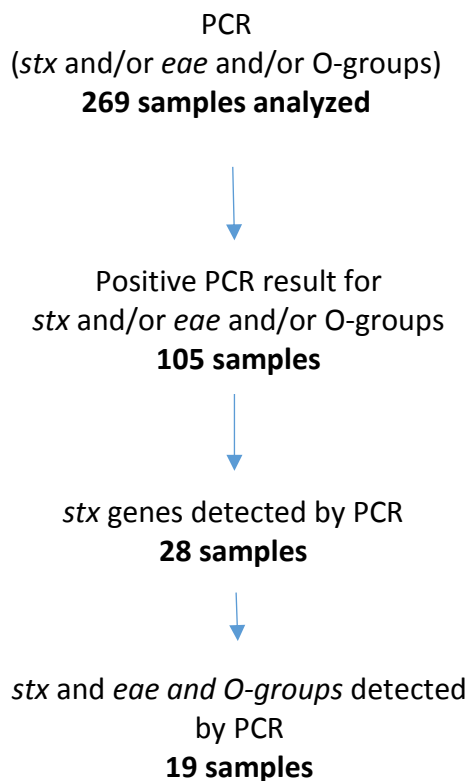 PCR
(stx and/or eae and/or O-groups)
269 samples analyzed
Positive PCR result for
stx and/or eae and/or O-groups
105 samples
stx genes detected by PCR
28 samples
stx and eae and O-groups detected
by PCR
19 samples